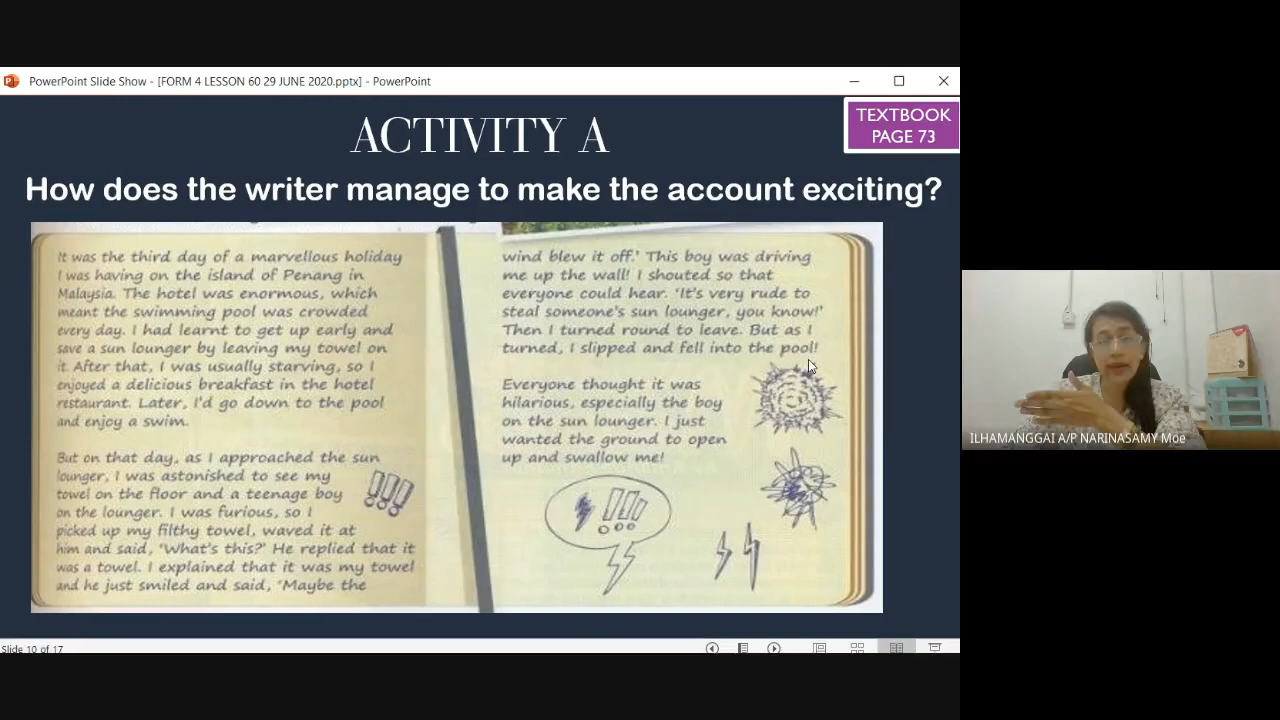 PowerPoint Slide Show - [FORM 4 LESSON 60 29 JUNE 2020.pptx] - PowerPoint
ACTIVITY A
TEXTBOOK
PAGE 73
How does the writer manage to make the account exciting?
It was the third day of a marvellous holiday
I was having on the island of Penang in
Malaysia. The hotel was enormous, which
meant the swimming pool was crowded
every day. I had learnt to get up early and
save a sun lounger by leaving my towel on
it. After that, I was usually starving, so I
enjoyed a delicious breakfast in the hotel
restaurant. Later, I'd go down to the pool
and enjoy a swim.
But on that day, as I approached the sun
lounger, I was astonished to see my
towel on the floor and a teenage boy
on the lounger. I was furious, so I
picked up my filthy towel, waved it at
him and said, 'What's this?' He replied that it
was a towel. I explained that it was my towel
and he just smiled and said, 'Maybe the
wind blew it off.' This boy was driving
me up the wall! I shouted so that
everyone could hear. 'It's very rude to
steal someone's sun lounger, you know!'
Then I turned round to leave. But as I
turned, I slipped and fell into the pool!
Everyone thought it was
hilarious, especially the boy
on the sun lounger. I just
wanted the ground to open
up and swallow me!
!!!
!!!
ILHAMANGGAI A/P NARINASAMY Moe
Slide 10 of 17